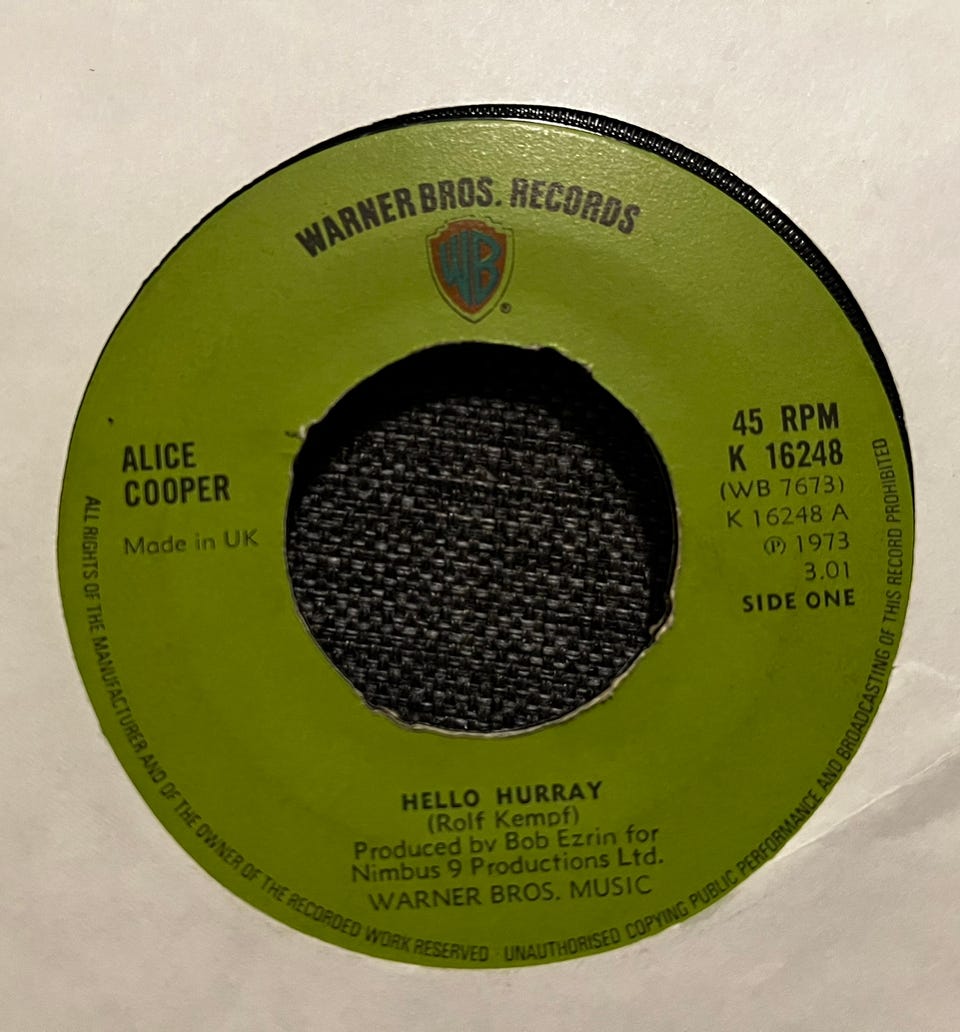 WARNER BROS. RECORDS
WB
®
ALICE
COOPER
Made in UK
45 RPM
K 16248
(WB 7673)
K 16248 A
℗ 1973
3.01
SIDE ONE
HELLO HURRAY
(Rolf Kempf)
Produced by Bob Ezrin for
Nimbus 9 Productions Ltd.
WARNER BROS. MUSIC
ALL RIGHTS OF THE MANUFACTURER AND OF THE OWNER OF THE RECORDED WORK RESERVED · UNAUTHORISED COPYING PUBLIC PERFORMANCE AND BROADCASTING OF THIS RECORD PROHIBITED